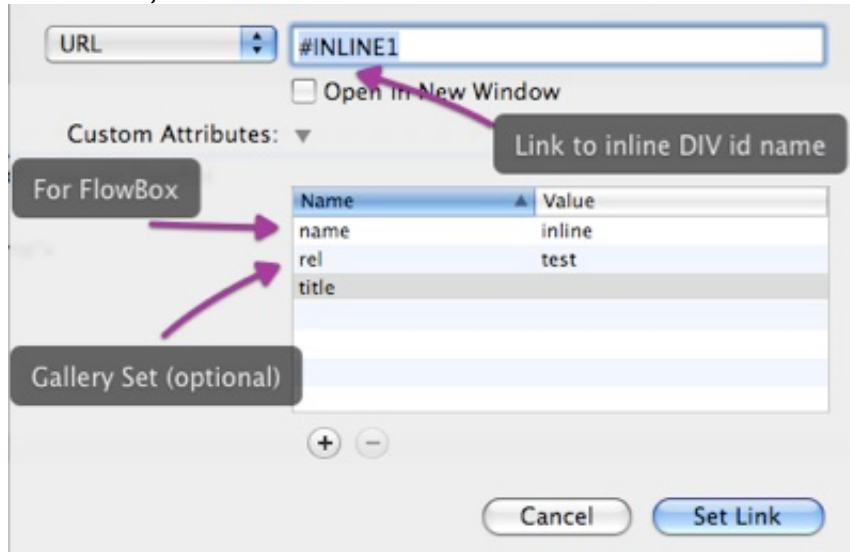 URL
#INLINE1
Open in New Window
Custom Attributes:
Link to inline DIV id name
For FlowBox
Name Value
name inline
rel test
title
Gallery Set (optional)
Cancel Set Link